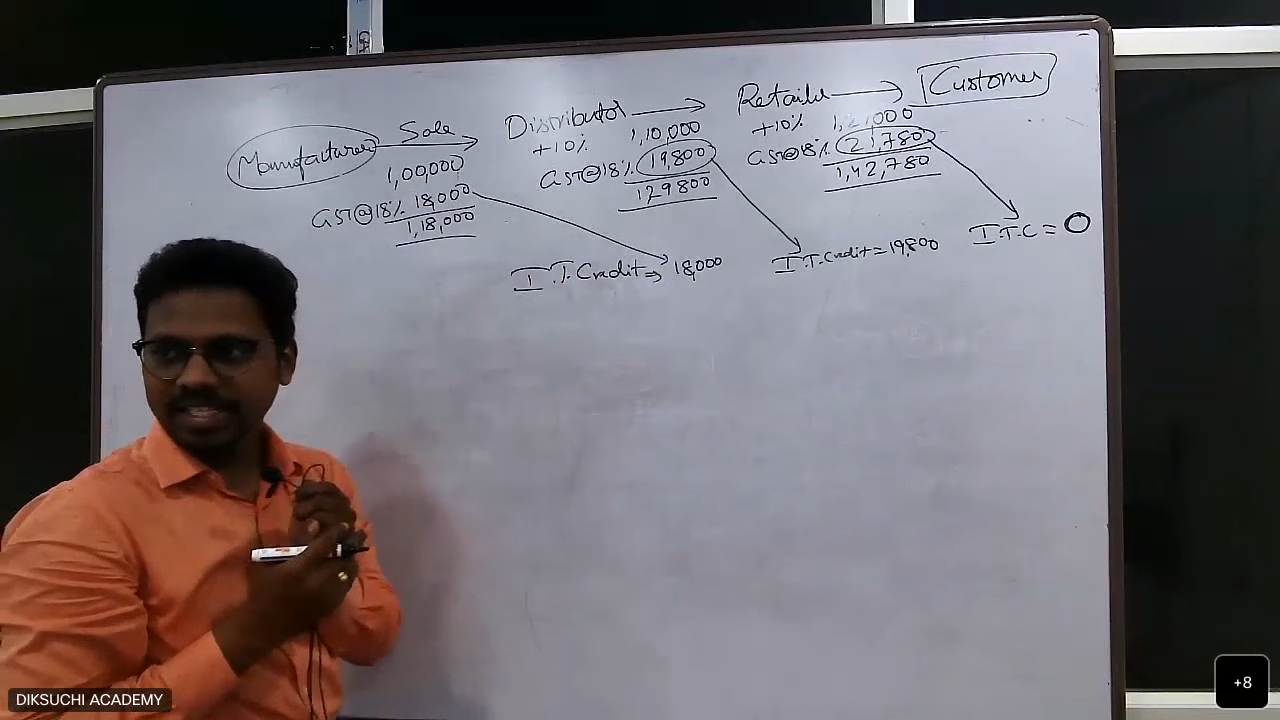 Manufacturer Sale
1,00,000
GST@18% 18,000
1,18,000
Distributor
+10% 1,10,000
GST@18% 19,800
1,29800
Retailer
+10% 1,21,000
GST@18% 21,780
1,42,780
Customer
I.T.Credit ⇒ 18,000
I.T.Credit = 19,800
I.T.C = 0
DIKSUCHI ACADEMY
+8